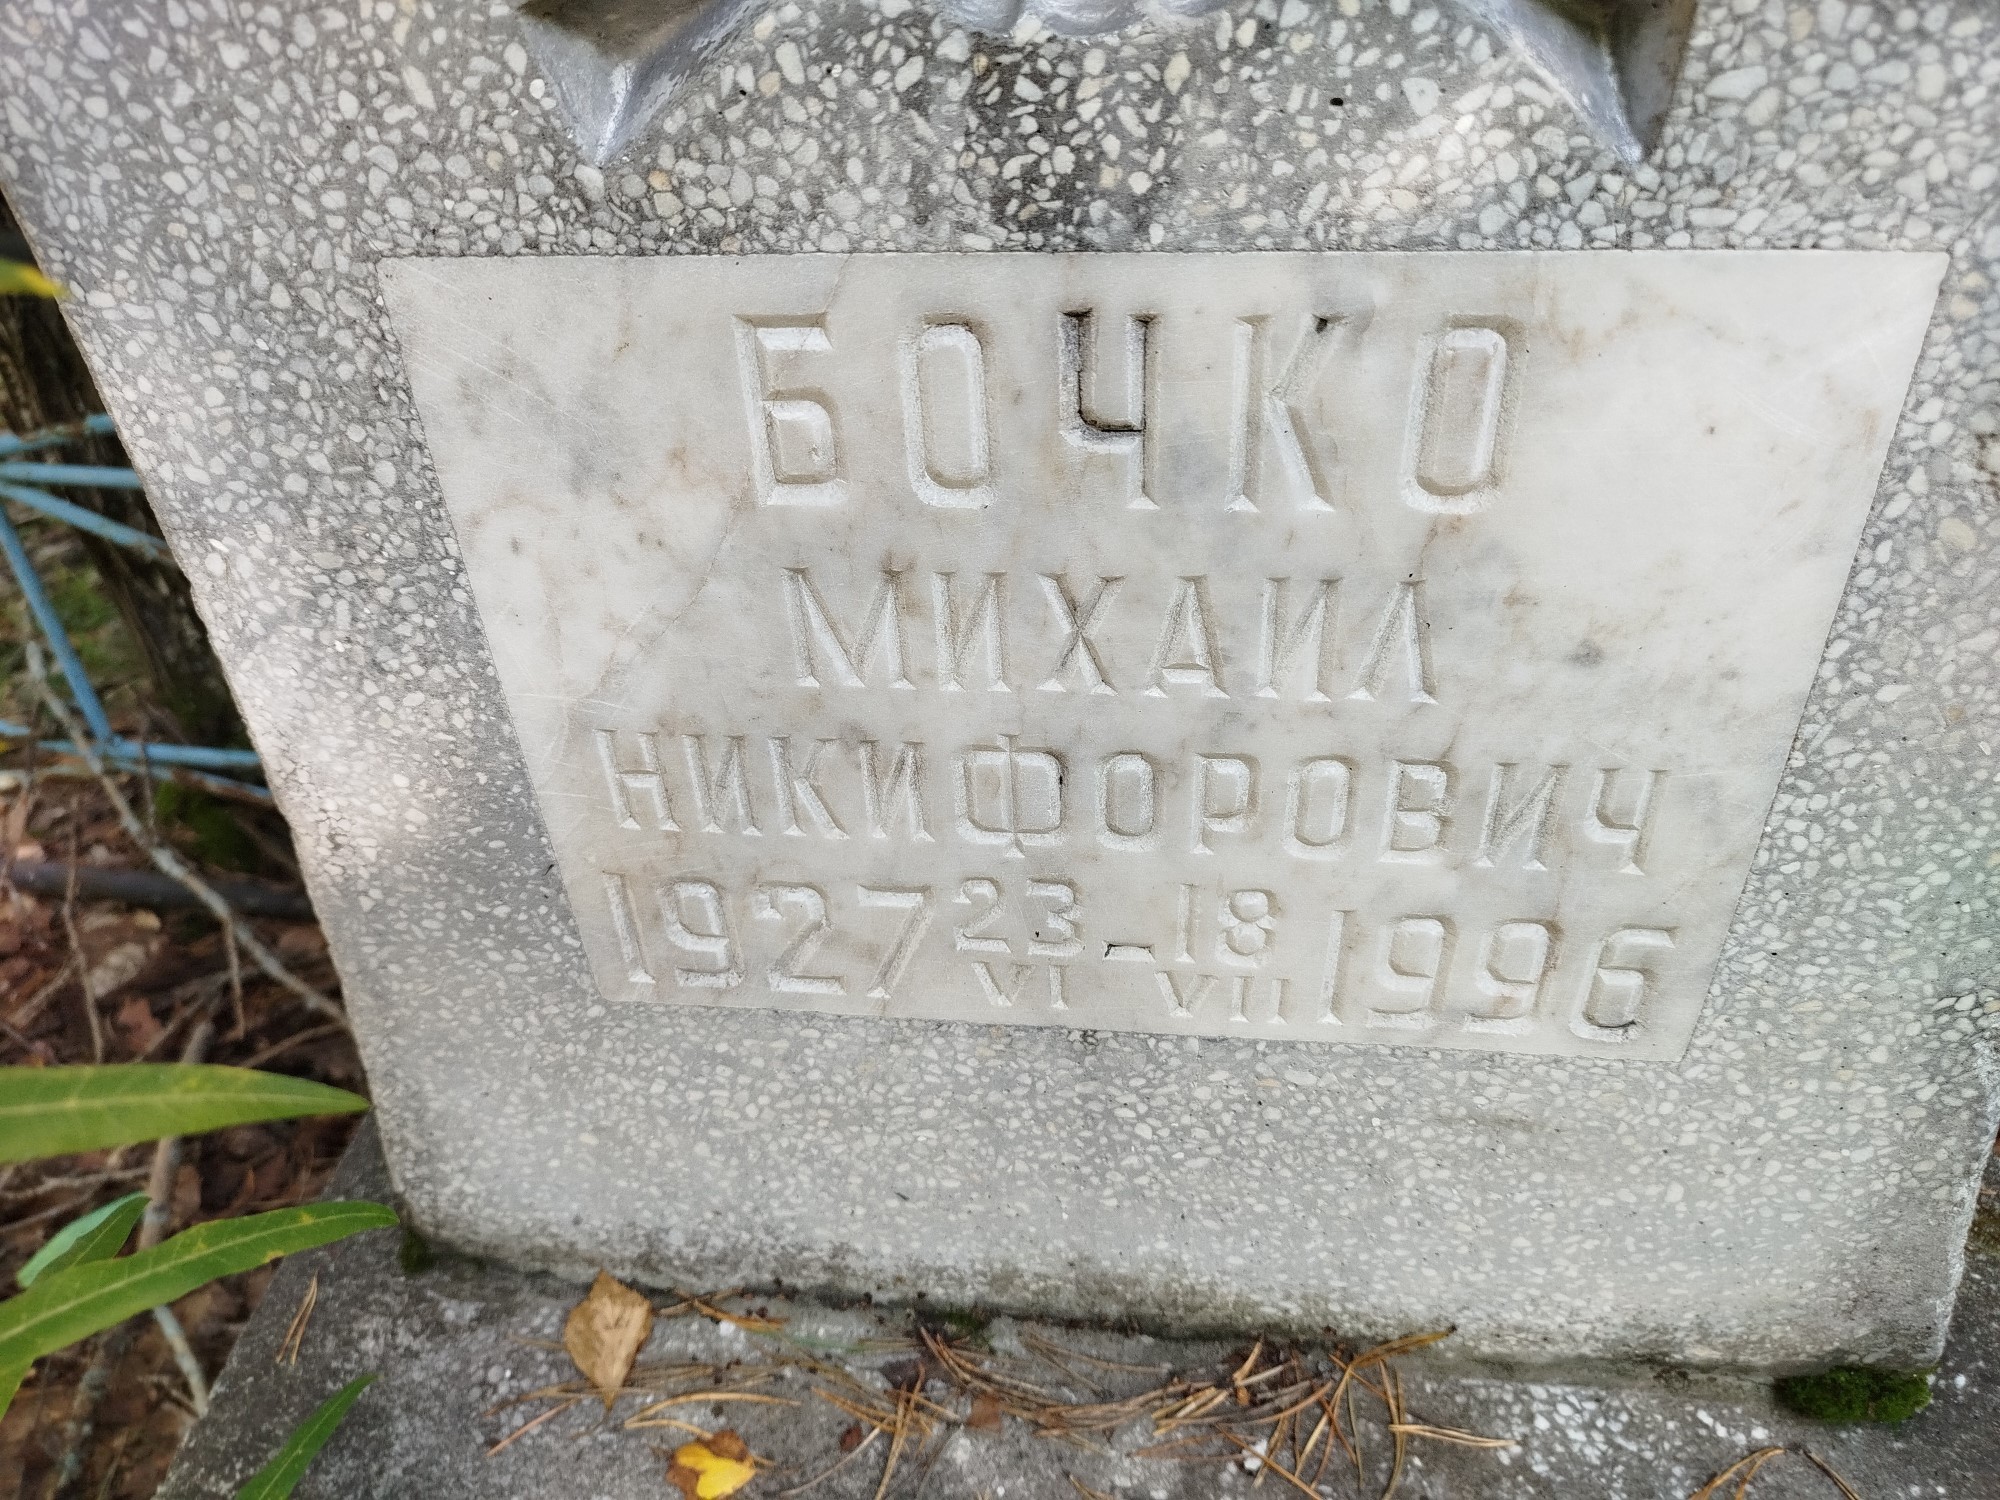 БОЧКО
МИХАИЛ
НИКИФОРОВИЧ
1927 23/VI – 18/VII 1996